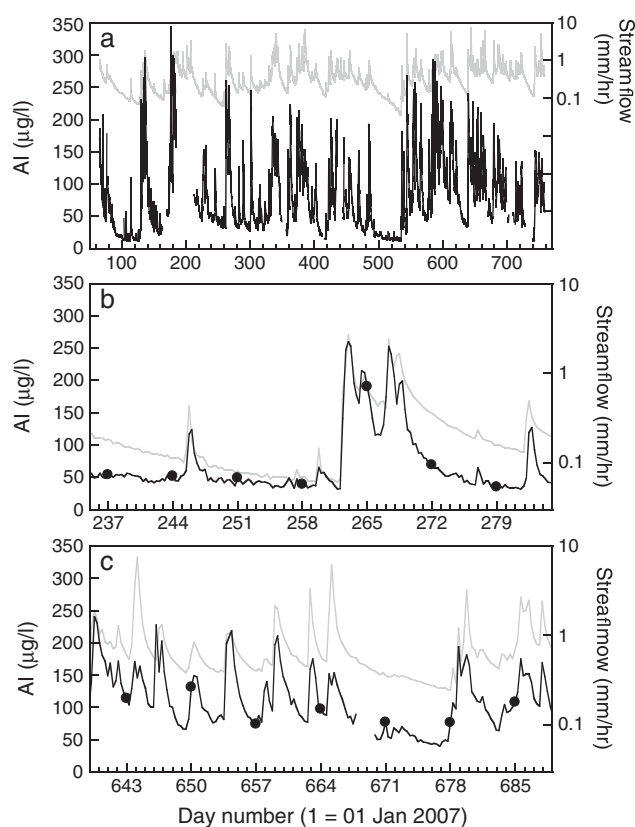 a
Al (µg/l)
350
300
250
200
150
100
50
0
10
1
0.1
Streamflow
(mm/hr)
100 200 300 400 500 600 700
b
Al (µg/l)
350
300
250
200
150
100
50
0
10
1
0.1
Streamflow (mm/hr)
237 244 251 258 265 272 279
c
Al (µg/l)
350
300
250
200
150
100
50
0
10
1
0.1
Streaflmow (mm/hr)
643 650 657 664 671 678 685
Day number (1 = 01 Jan 2007)